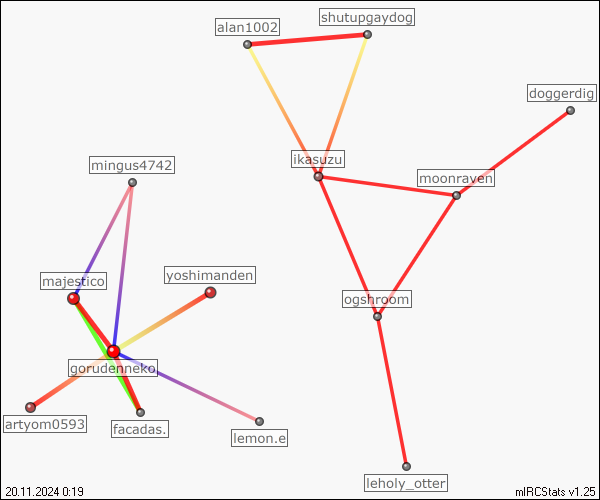 shutupgaydog
alan1002
doggerdig
ikasuzu
mingus4742
moonraven
yoshimanden
majestico
ogshroom
gorudenneko
artyom0593
facadas.
lemon.e
leholy_otter
20.11.2024 0:19
mIRCStats v1.25